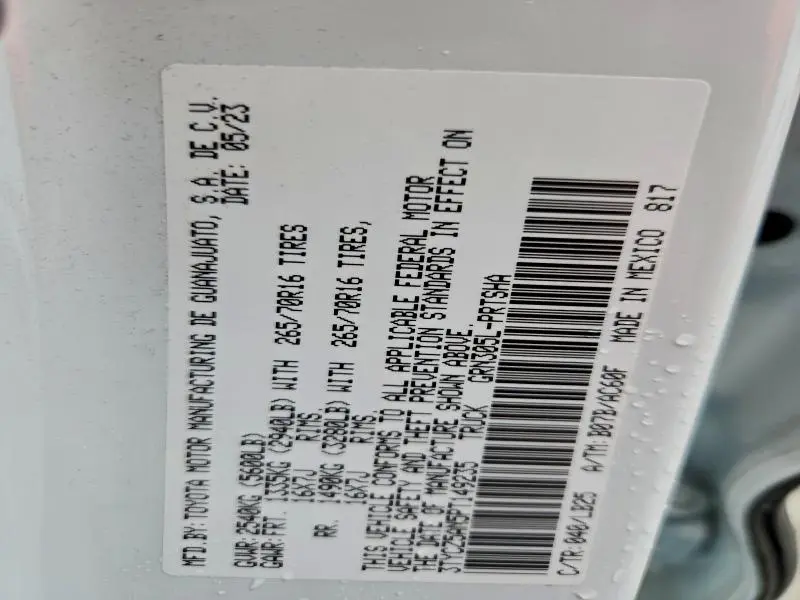 MFD.BY: TOYOTA MOTOR MANUFACTURING DE GUANAJUATO, S.A. DE C.V.
DATE: 05/23
GVWR: 2540KG (5600LB)
GAWR: FRT. 1335KG (2940LB) WITH 265/70R16 TIRES
16X7J RIMS.
RR. 1490KG (3280LB) WITH 265/70R16 TIRES,
16X7J RIMS.
THIS VEHICLE CONFORMS TO ALL APPLICABLE FEDERAL MOTOR
VEHICLE SAFETY AND THEFT PREVENTION STANDARDS IN EFFECT ON
THE DATE OF MANUFACTURE SHOWN ABOVE.
3TYCZ5AN5PT149235 TRUCK GRN305L-PRTSHA
C/TR: 040/1D25 A/TM: B07B/AC60F MADE IN MEXICO 817